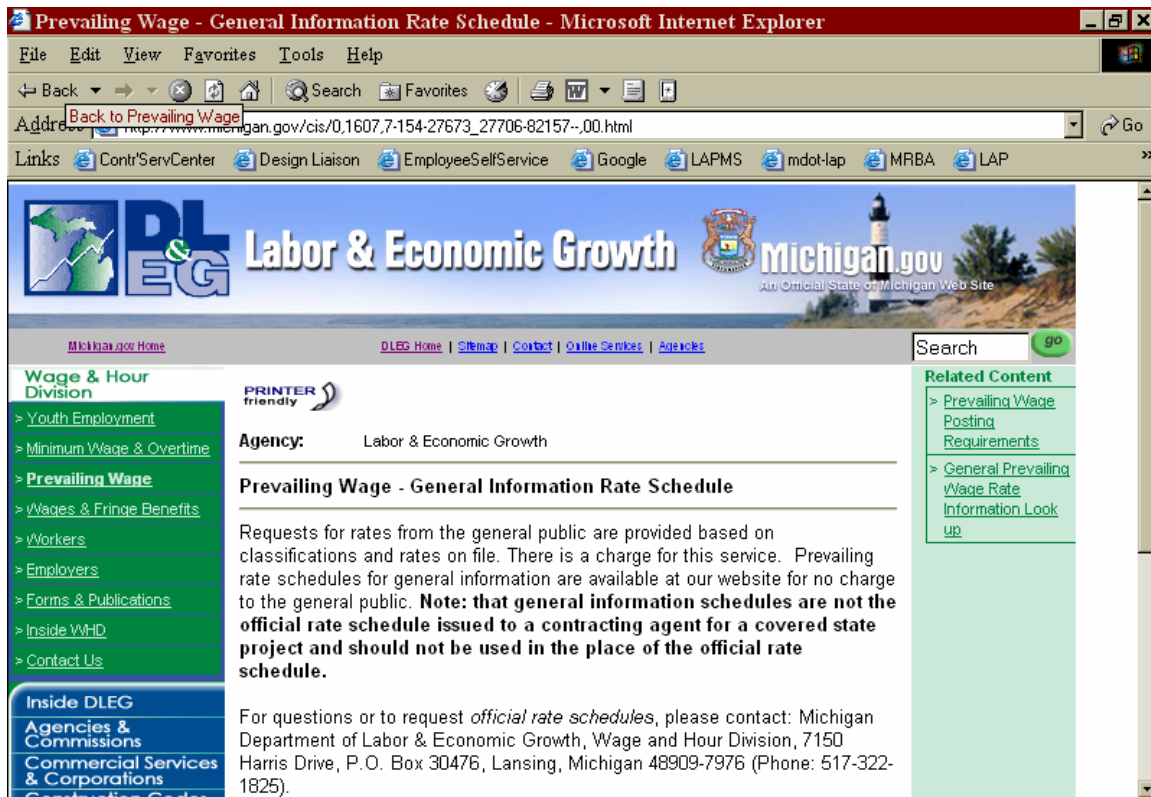 Prevailing Wage - General Information Rate Schedule - Microsoft Internet Explorer
File Edit View Favorites Tools Help
Back Search Favorites
Address http://www.michigan.gov/cis/0,1607,7-154-27673_27706-82157--,00.html Go
Back to Prevailing Wage
Links Contr'ServCenter Design Liaison EmployeeSelfService Google LAPMS mdot-lap MRBA LAP »
DL&EG Labor & Economic Growth Michigan.gov
An Official State of Michigan Web Site
Michigan.gov Home DLEG Home | Sitemap | Contact | Online Services | Agencies Search go
Wage & Hour
Division
> Youth Employment
> Minimum Wage & Overtime
> Prevailing Wage
> Wages & Fringe Benefits
> Workers
> Employers
> Forms & Publications
> Inside WHD
> Contact Us
Inside DLEG
Agencies &
Commissions
Commercial Services
& Corporations
Construction Codes
PRINTER
friendly
Agency: Labor & Economic Growth
Prevailing Wage - General Information Rate Schedule
Requests for rates from the general public are provided based on
classifications and rates on file. There is a charge for this service. Prevailing
rate schedules for general information are available at our website for no charge
to the general public. Note: that general information schedules are not the
official rate schedule issued to a contracting agent for a covered state
project and should not be used in the place of the official rate
schedule.
For questions or to request official rate schedules, please contact: Michigan
Department of Labor & Economic Growth, Wage and Hour Division, 7150
Harris Drive, P.O. Box 30476, Lansing, Michigan 48909-7976 (Phone: 517-322-
1825).
Related Content
> Prevailing Wage
Posting
Requirements
> General Prevailing
Wage Rate
Information Look
up